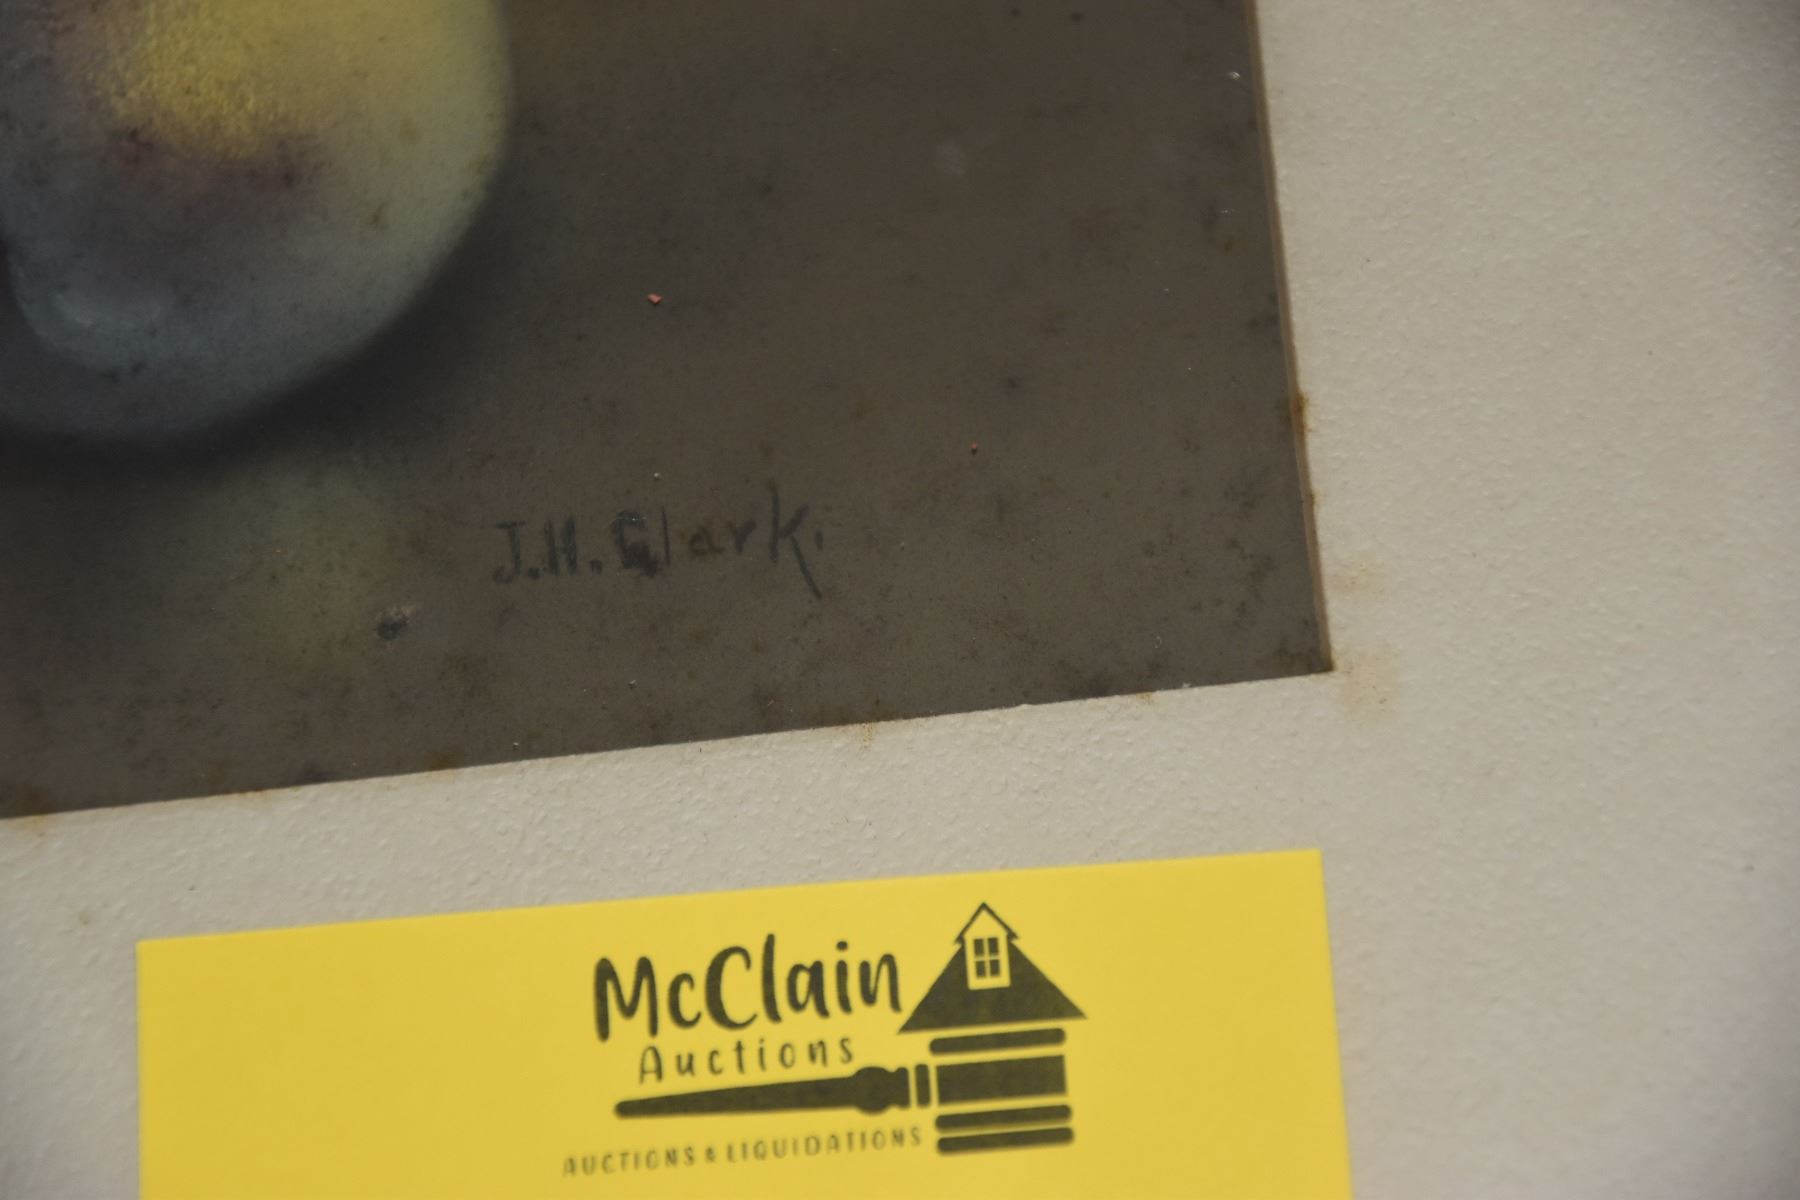 J.H. Clark.
McClain
Auctions
AUCTIONS & LIQUIDATIONS